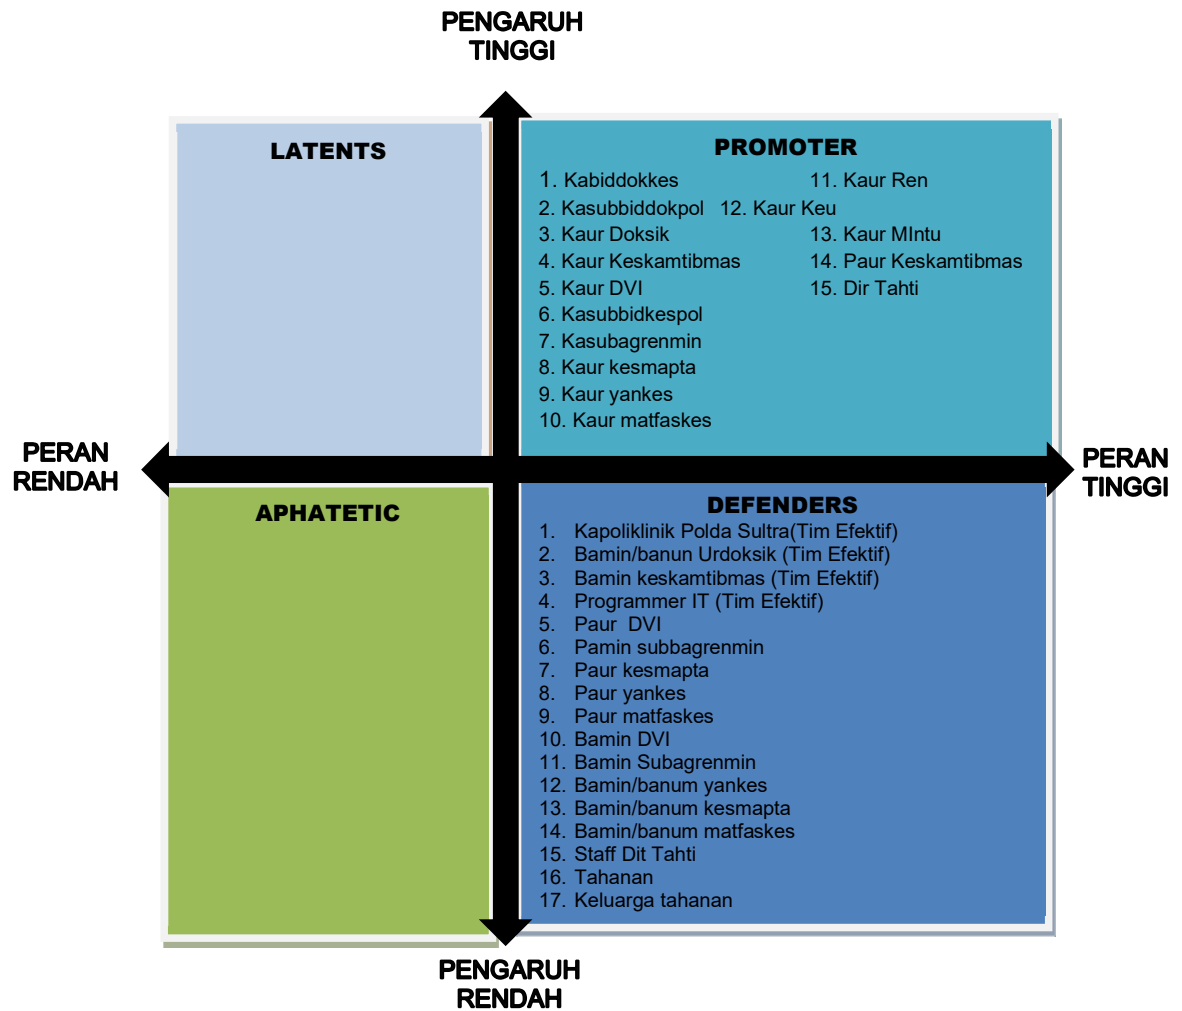 PENGARUH
TINGGI
LATENTS
PROMOTER
1. Kabiddokkes 11. Kaur Ren
2. Kasubbiddokpol 12. Kaur Keu
3. Kaur Doksik 13. Kaur MIntu
4. Kaur Keskamtibmas 14. Paur Keskamtibmas
5. Kaur DVI 15. Dir Tahti
6. Kasubbidkespol
7. Kasubagrenmin
8. Kaur kesmapta
9. Kaur yankes
10. Kaur matfaskes
PERAN
RENDAH
PERAN
TINGGI
APHATETIC
DEFENDERS
1. Kapoliklinik Polda Sultra(Tim Efektif)
2. Bamin/banun Urdoksik (Tim Efektif)
3. Bamin keskamtibmas (Tim Efektif)
4. Programmer IT (Tim Efektif)
5. Paur DVI
6. Pamin subbagrenmin
7. Paur kesmapta
8. Paur yankes
9. Paur matfaskes
10. Bamin DVI
11. Bamin Subagrenmin
12. Bamin/banum yankes
13. Bamin/banum kesmapta
14. Bamin/banum matfaskes
15. Staff Dit Tahti
16. Tahanan
17. Keluarga tahanan
PENGARUH
RENDAH